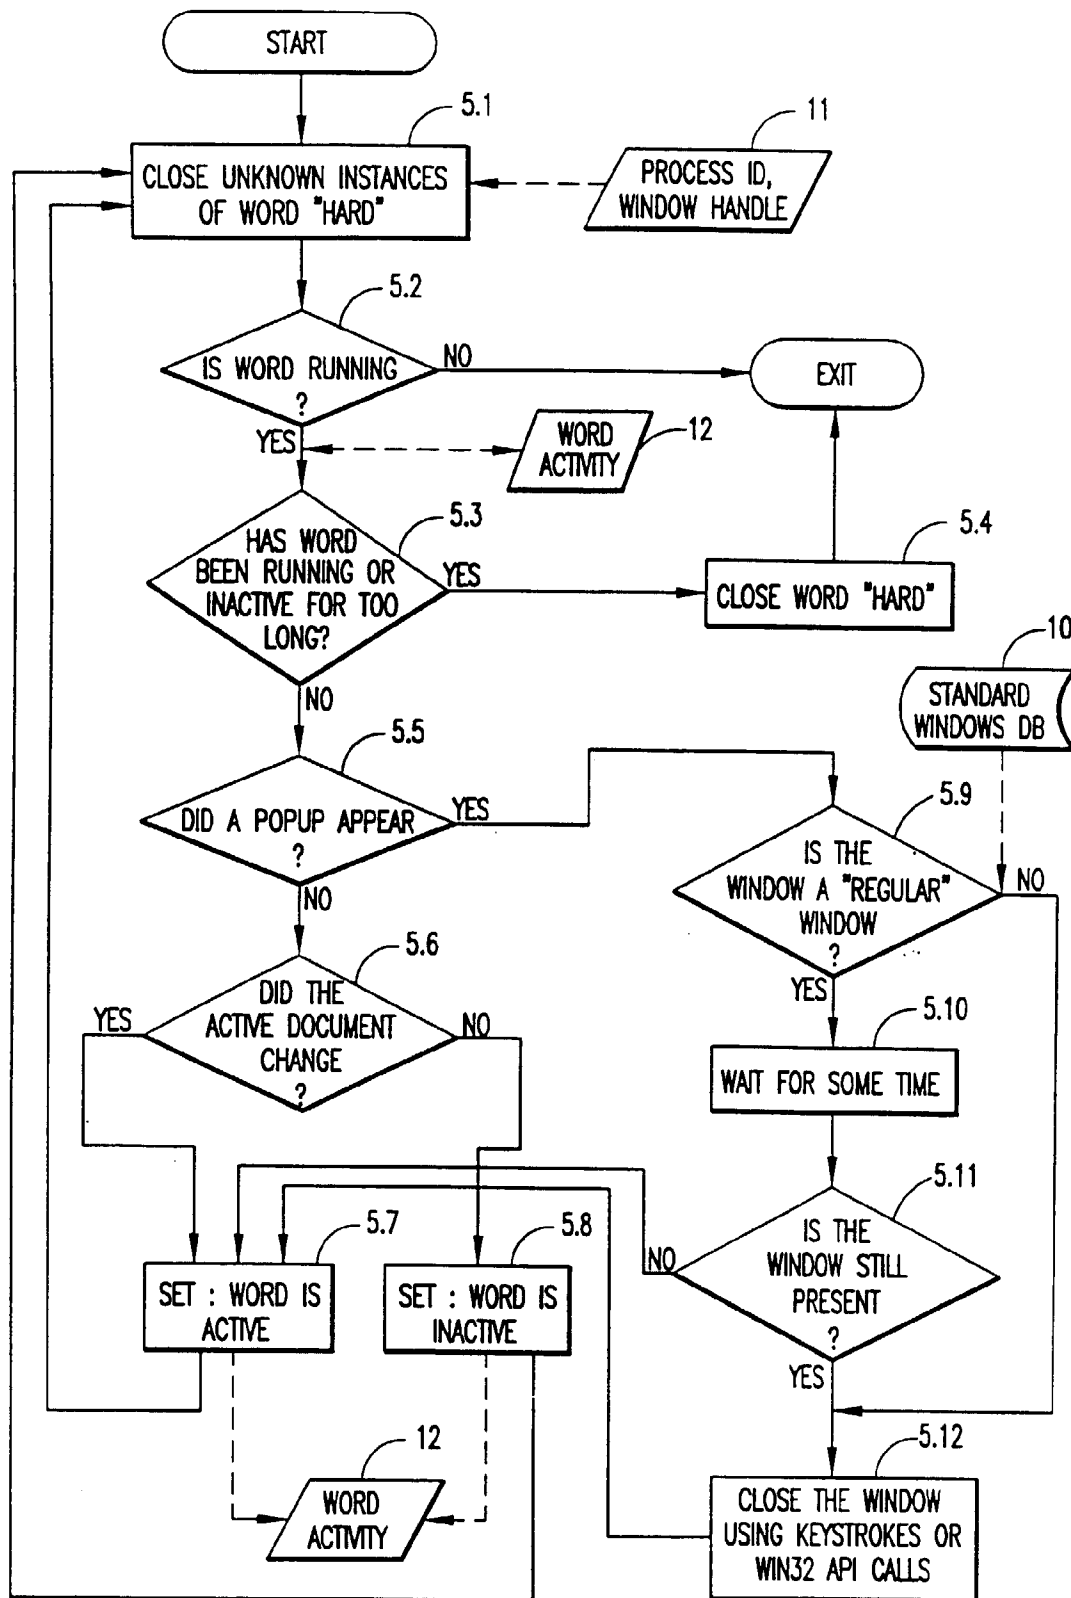 START
5.1
11
CLOSE UNKNOWN INSTANCES
OF WORD "HARD"
PROCESS ID,
WINDOW HANDLE
5.2
IS WORD RUNNING
?
NO
EXIT
YES
WORD
ACTIVITY
12
5.3
HAS WORD
BEEN RUNNING OR
INACTIVE FOR TOO
LONG?
YES
5.4
CLOSE WORD "HARD"
NO
10
STANDARD
WINDOWS DB
5.5
DID A POPUP APPEAR
?
YES
5.9
IS THE
WINDOW A "REGULAR"
WINDOW
?
NO
NO
5.6
DID THE
ACTIVE DOCUMENT
CHANGE
?
YES
NO
YES
5.10
WAIT FOR SOME TIME
5.11
IS THE
WINDOW STILL
PRESENT
?
NO
5.7
SET : WORD IS
ACTIVE
5.8
SET : WORD IS
INACTIVE
YES
12
WORD
ACTIVITY
5.12
CLOSE THE WINDOW
USING KEYSTROKES OR
WIN32 API CALLS